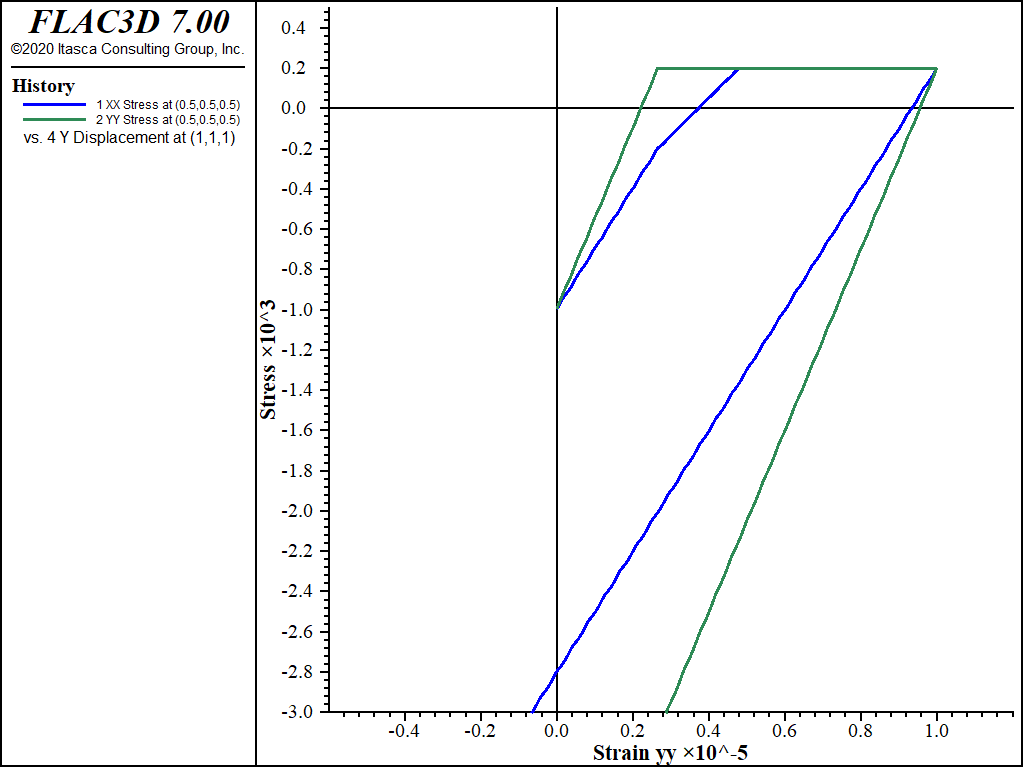 FLAC3D 7.00
©2020 Itasca Consulting Group, Inc.
History
1 XX Stress at (0.5,0.5,0.5)
2 YY Stress at (0.5,0.5,0.5)
vs. 4 Y Displacement at (1,1,1)
Stress ×10^3
0.4
0.2
0.0
-0.2
-0.4
-0.6
-0.8
-1.0
-1.2
-1.4
-1.6
-1.8
-2.0
-2.2
-2.4
-2.6
-2.8
-3.0
-0.4 -0.2 0.0 0.2 0.4 0.6 0.8 1.0
Strain yy ×10^-5